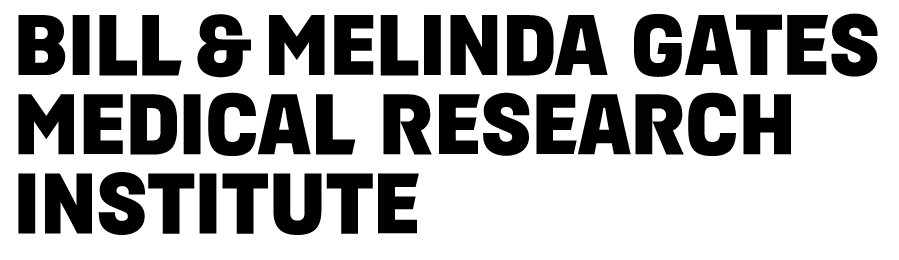 BILL & MELINDA GATES
MEDICAL RESEARCH
INSTITUTE